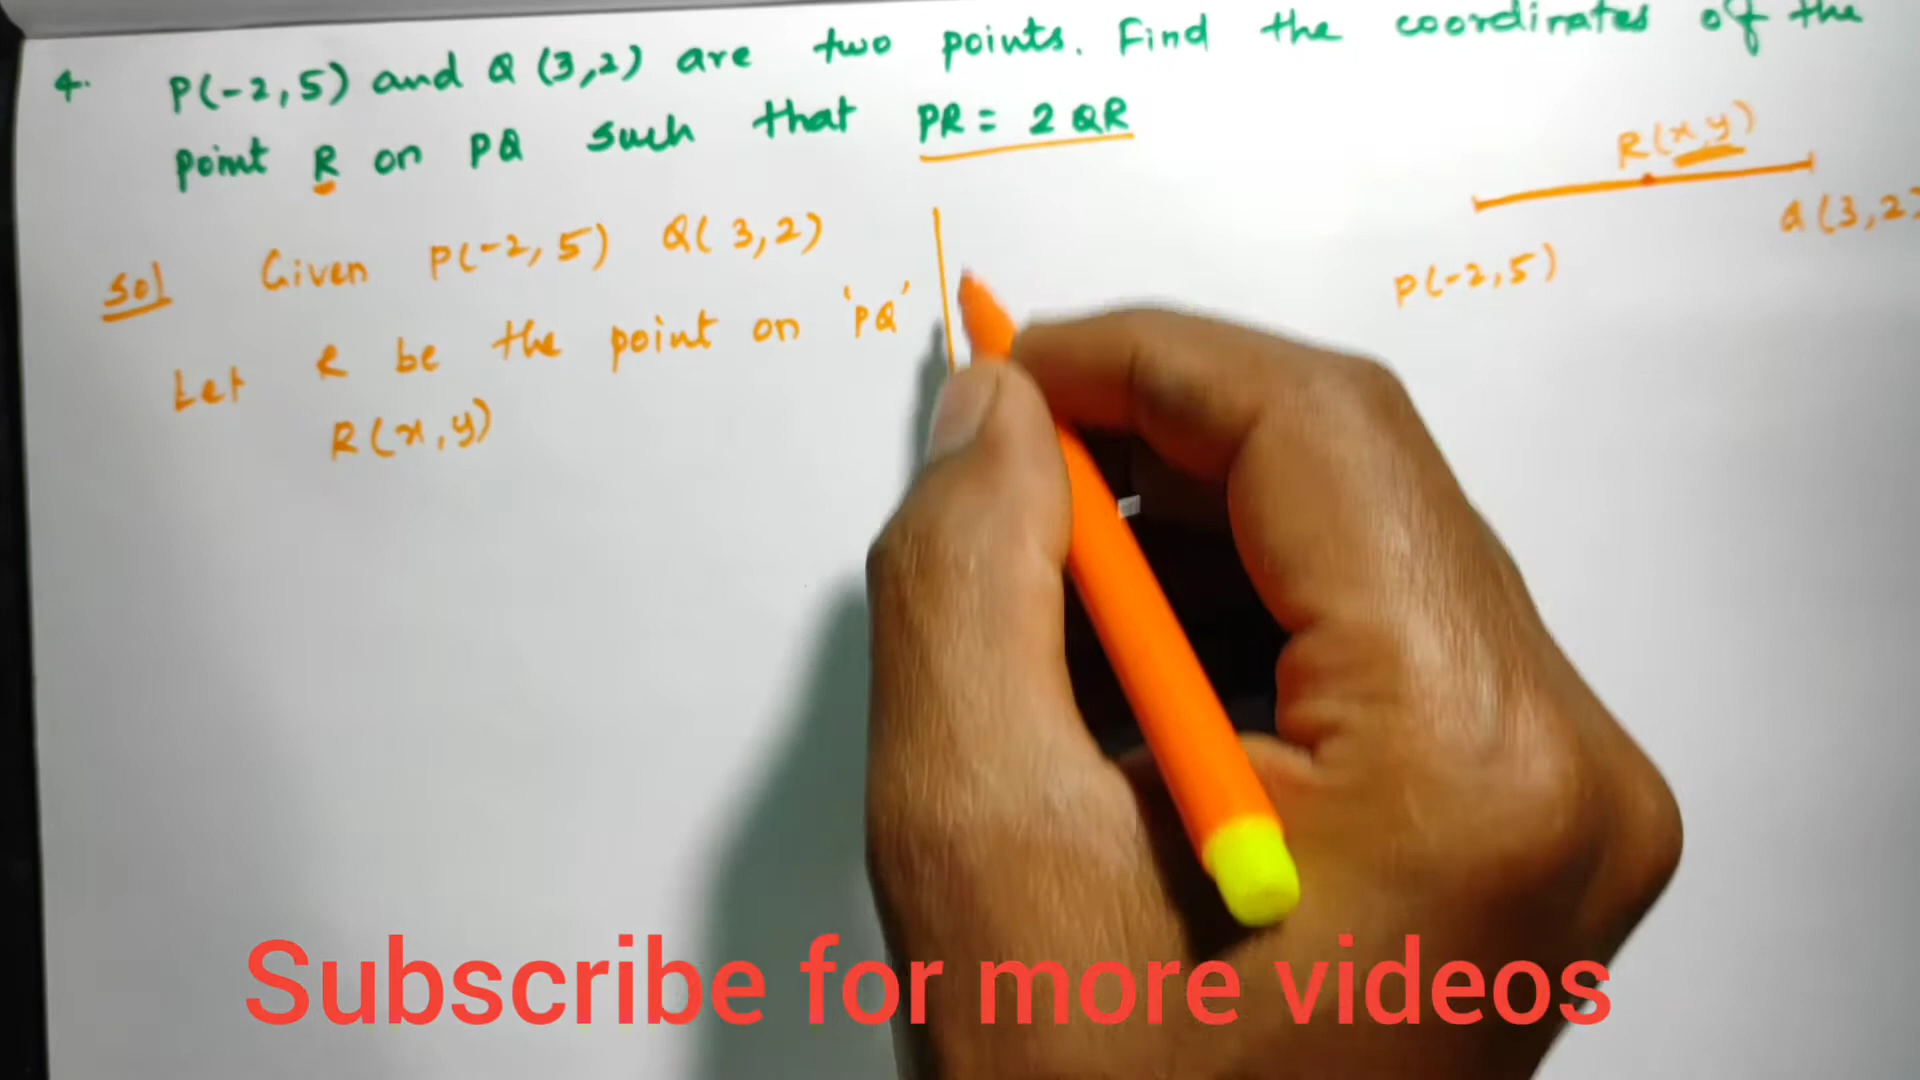 4. P(-2,5) and Q (3,2) are two points. Find the coordinates of the
point R on PQ such that PR = 2 QR
R(x,y)
Q(3,2)
P(-2,5)
Sol Given P(-2,5) Q(3,2)
Let R be the point on 'PQ'
R(x,y)
Subscribe for more videos